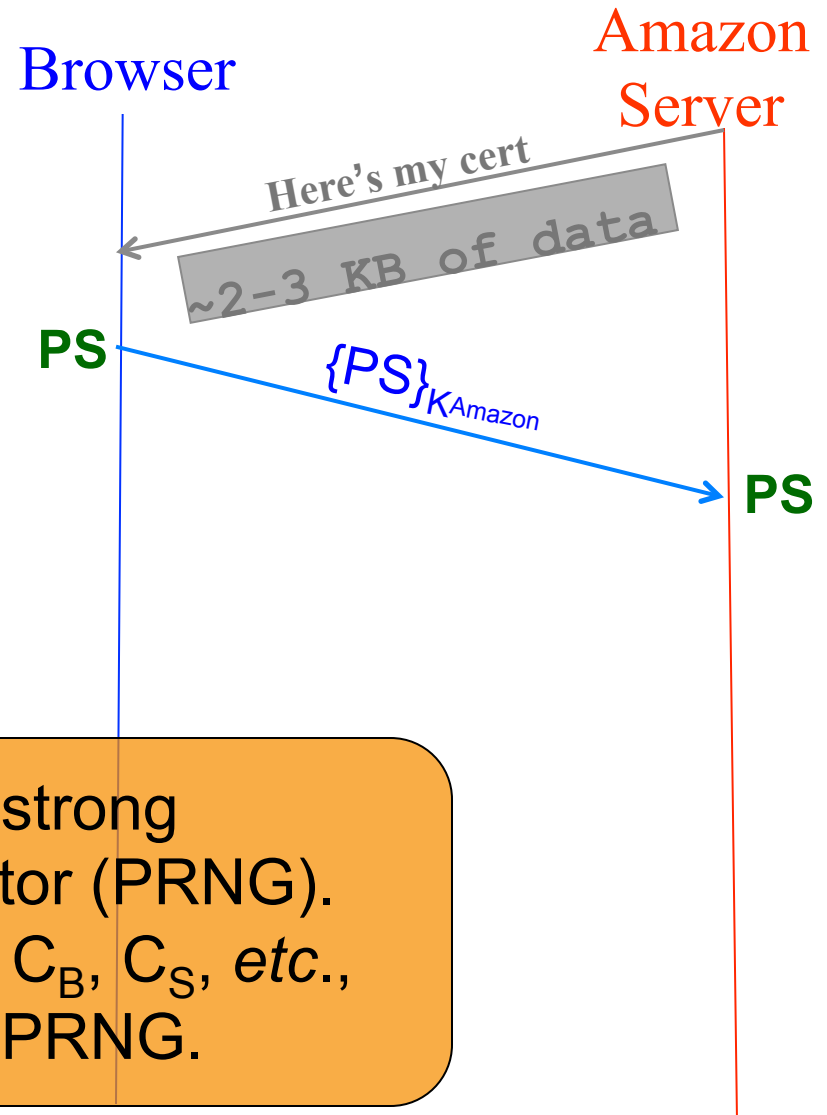 Browser
Amazon
Server
Here's my cert
~2-3 KB of data
PS
{PS}KAmazon
PS
strong
tor (PRNG).
CB, CS, etc.,
PRNG.